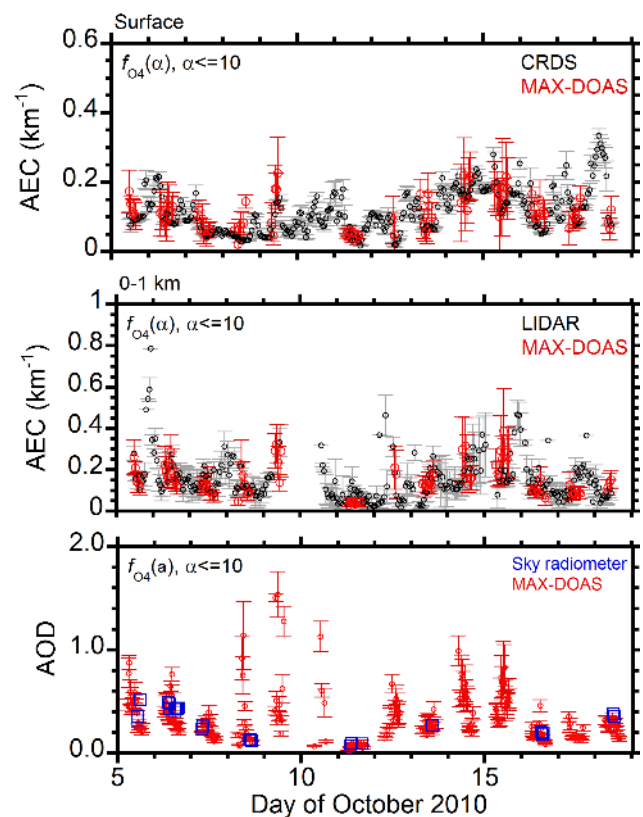 Surface
0.6
f_O4(α), α<=10
CRDS
MAX-DOAS
0.4
AEC (km⁻¹)
0.2
0
0-1 km
1
f_O4(α), α<=10
LIDAR
MAX-DOAS
0.8
0.6
AEC (km⁻¹)
0.4
0.2
0
2.0
f_O4(a), α<=10
Sky radiometer
MAX-DOAS
AOD
1.0
0.0
5 10 15
Day of October 2010